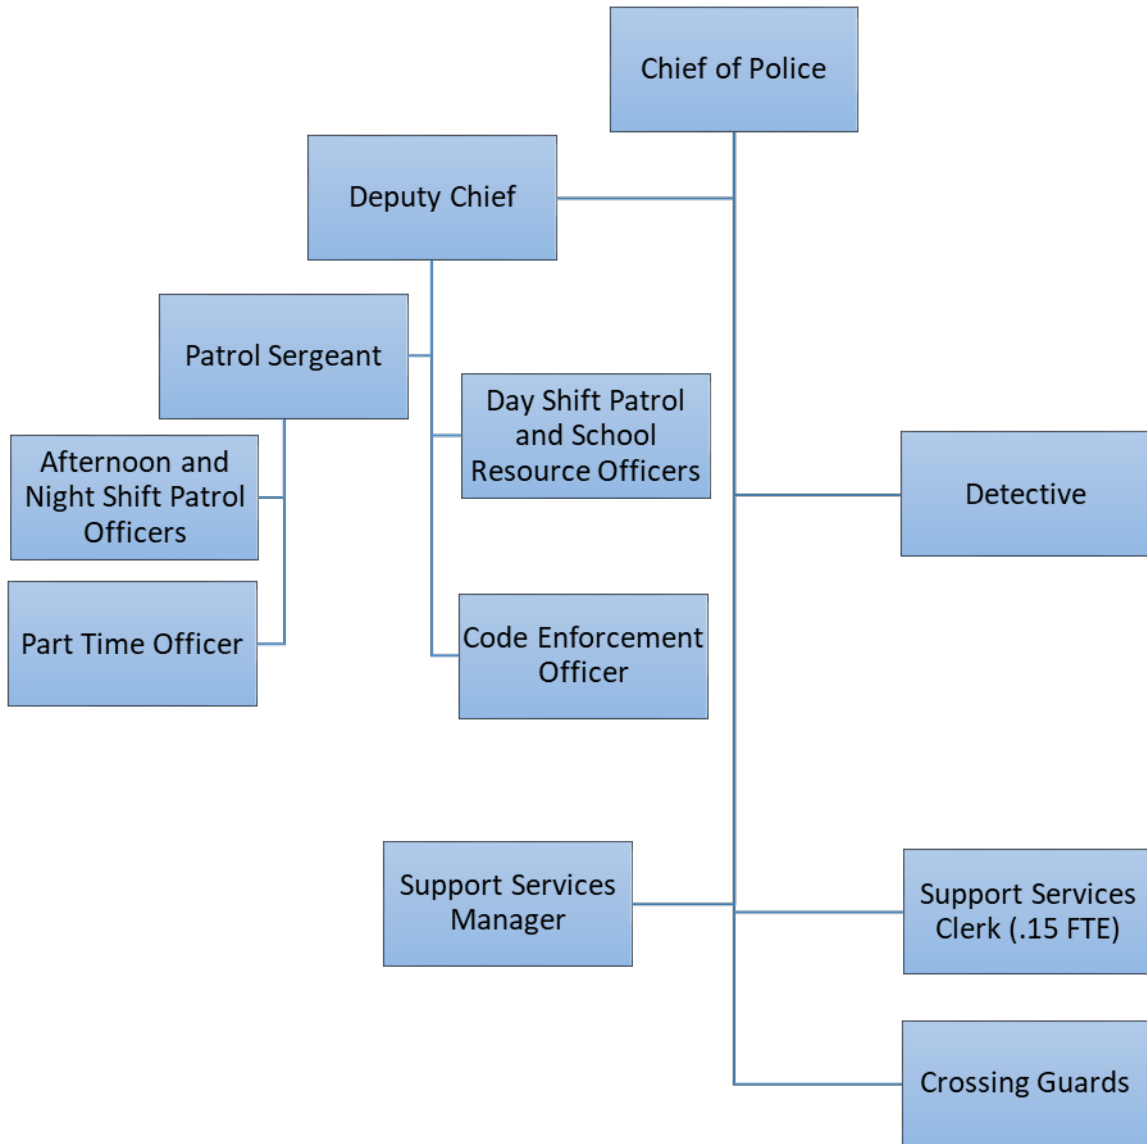 Chief of Police
Deputy Chief
Patrol Sergeant
Day Shift Patrol
and School
Resource Officers
Afternoon and
Night Shift Patrol
Officers
Detective
Part Time Officer
Code Enforcement
Officer
Support Services
Manager
Support Services
Clerk (.15 FTE)
Crossing Guards